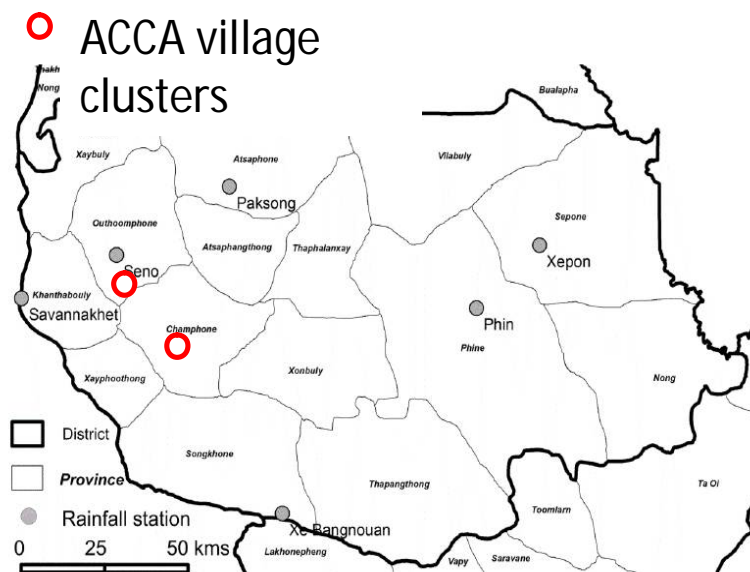 ACCA village
clusters
Nong
Bualapha
Xaybuly
Atsaphone
Vilabuly
Paksong
Outhoomphone
Sepone
Atsaphangthong
Thaphalanxay
Xepon
Seno
Khanthabouly
Savannakhet
Champhone
Phin
Phine
Xayphoothong
Xonbuly
Nong
District
Songkhone
Province
Thapangthong
Ta Oi
Toomlarn
Rainfall station
Xe Bangnouan
0 25 50 kms
Lakhonepheng
Vapy
Saravane